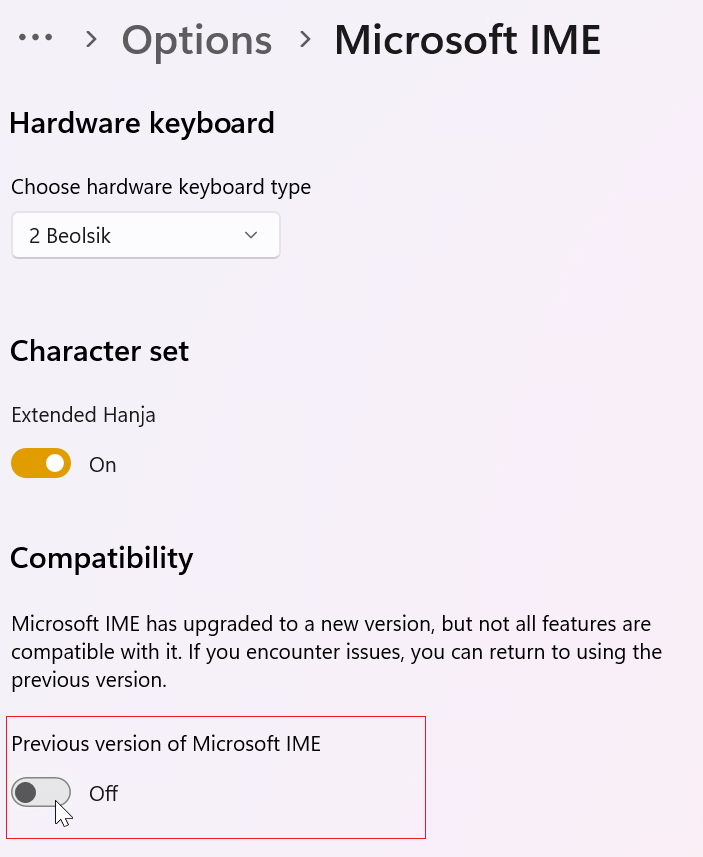 ··· > Options > Microsoft IME
Hardware keyboard
Choose hardware keyboard type
2 Beolsik
Character set
Extended Hanja
On
Compatibility
Microsoft IME has upgraded to a new version, but not all features are
compatible with it. If you encounter issues, you can return to using the
previous version.
Previous version of Microsoft IME
Off